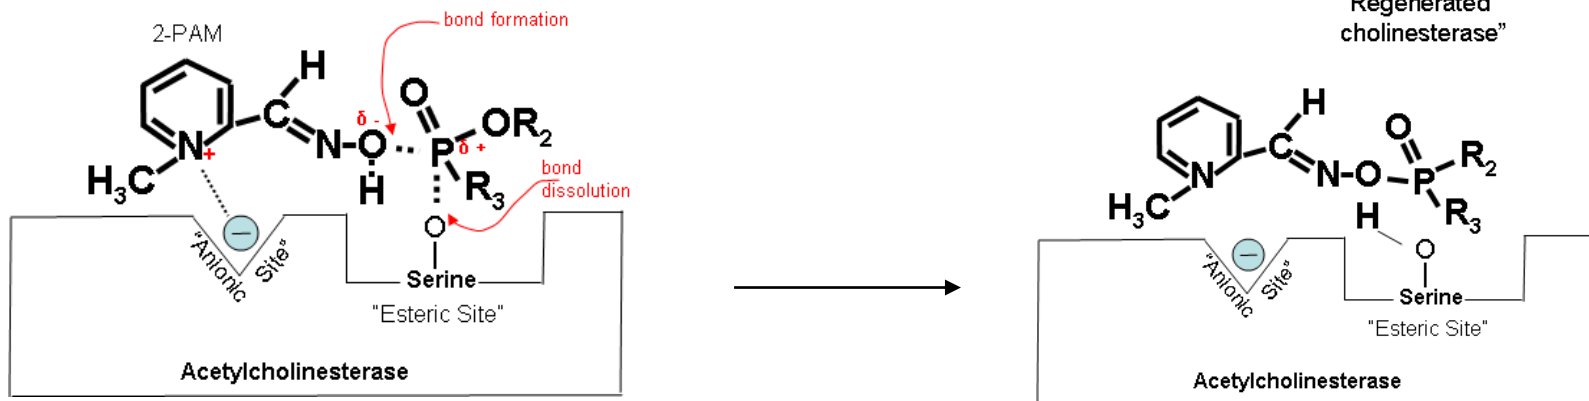 bond formation
2-PAM
H
C
N
+
H₃C
N
δ -
O
H
O
P
δ +
OR₂
R₃
bond
dissolution
"Anionic
Site"
−
O
Serine
"Esteric Site"
Acetylcholinesterase
Regenerated
cholinesterase”
H
C
N
H₃C
N
O
O
P
R₂
R₃
H
"Anionic
Site"
−
O
Serine
"Esteric Site"
Acetylcholinesterase